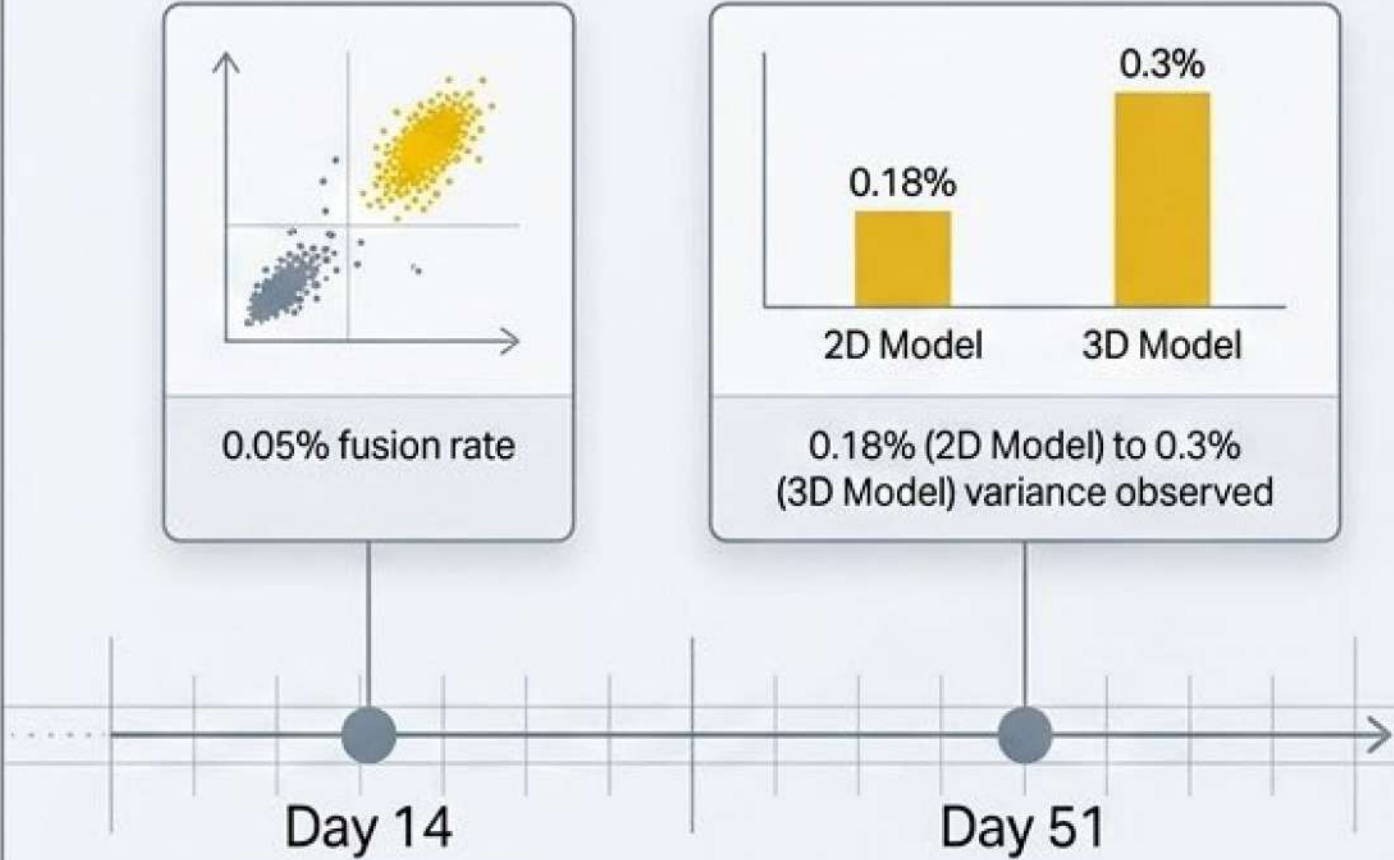 0.05% fusion rate
0.3%
0.18%
2D Model
3D Model
0.18% (2D Model) to 0.3%
(3D Model) variance observed
Day 14
Day 51